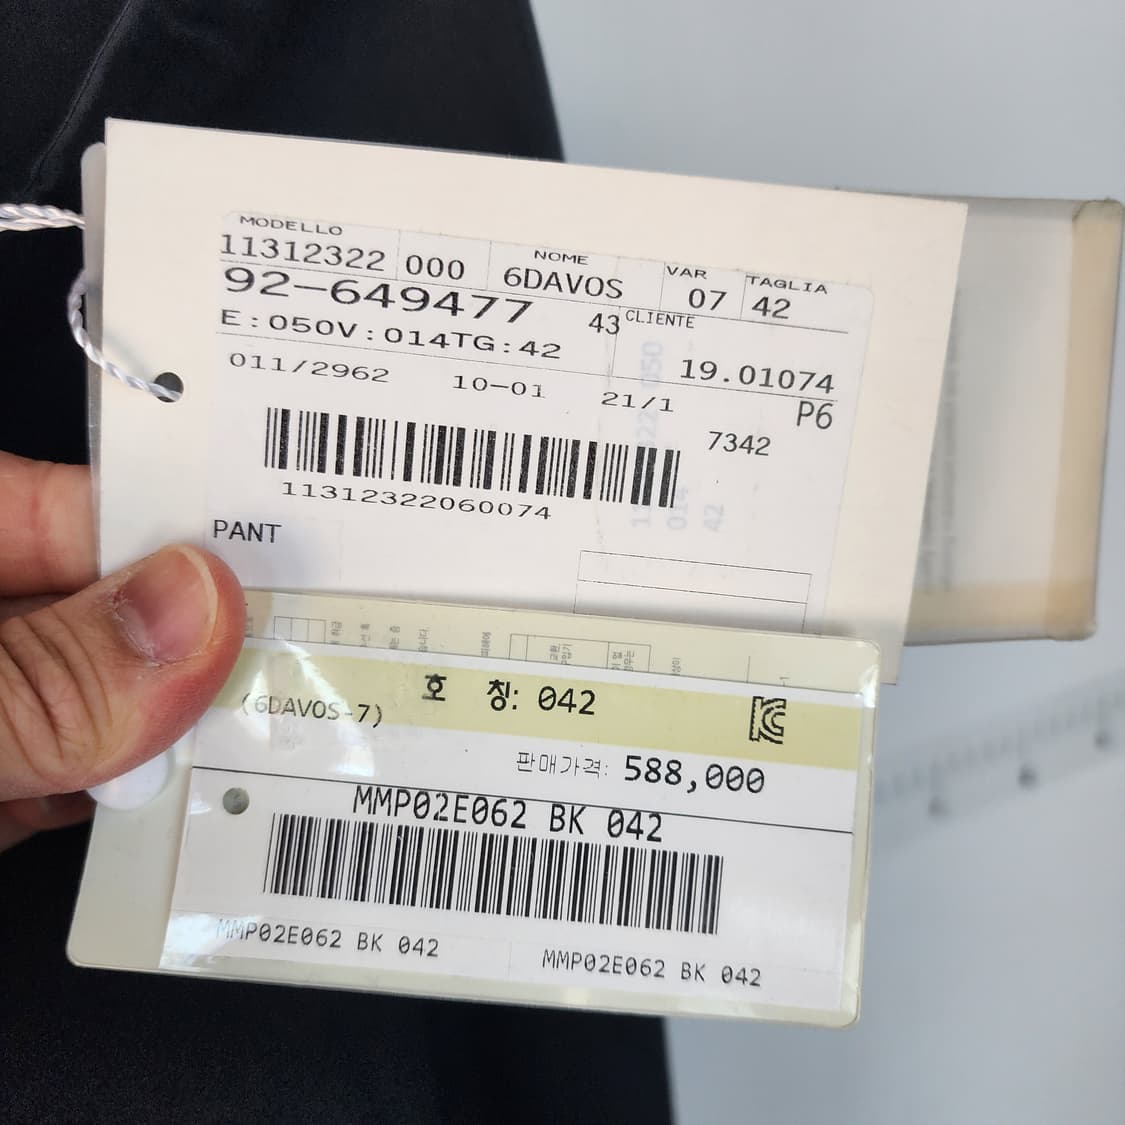 MODELLO NOME VAR TAGLIA
11312322 000 6DAVOS 07 42
92-649477 43 CLIENTE
E:050V:014TG:42 19.01074
011/2962 10-01 21/1 P6
7342
11312322060074
014
42
PANT
호 칭: 042
(6DAVOS-7)
판매가격: 588,000
MMP02E062 BK 042
MMP02E062 BK 042 MMP02E062 BK 042